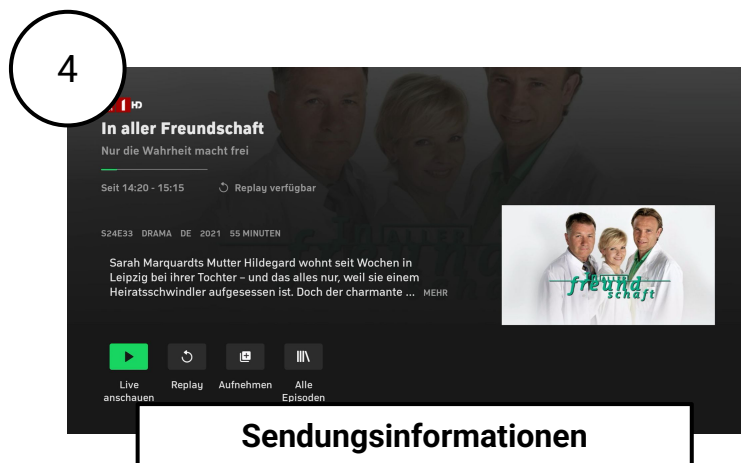 4
1 HD
In aller Freundschaft
Nur die Wahrheit macht frei
Seit 14:20 - 15:15 Replay verfügbar
S24E33 DRAMA DE 2021 55 MINUTEN
Sarah Marquardts Mutter Hildegard wohnt seit Wochen in
Leipzig bei ihrer Tochter – und das alles nur, weil sie einem
Heiratsschwindler aufgesessen ist. Doch der charmante ... MEHR
IN ALLER
freund
schaft
Live
anschauen
Replay
Aufnehmen
Alle
Episoden
Sendungsinformationen